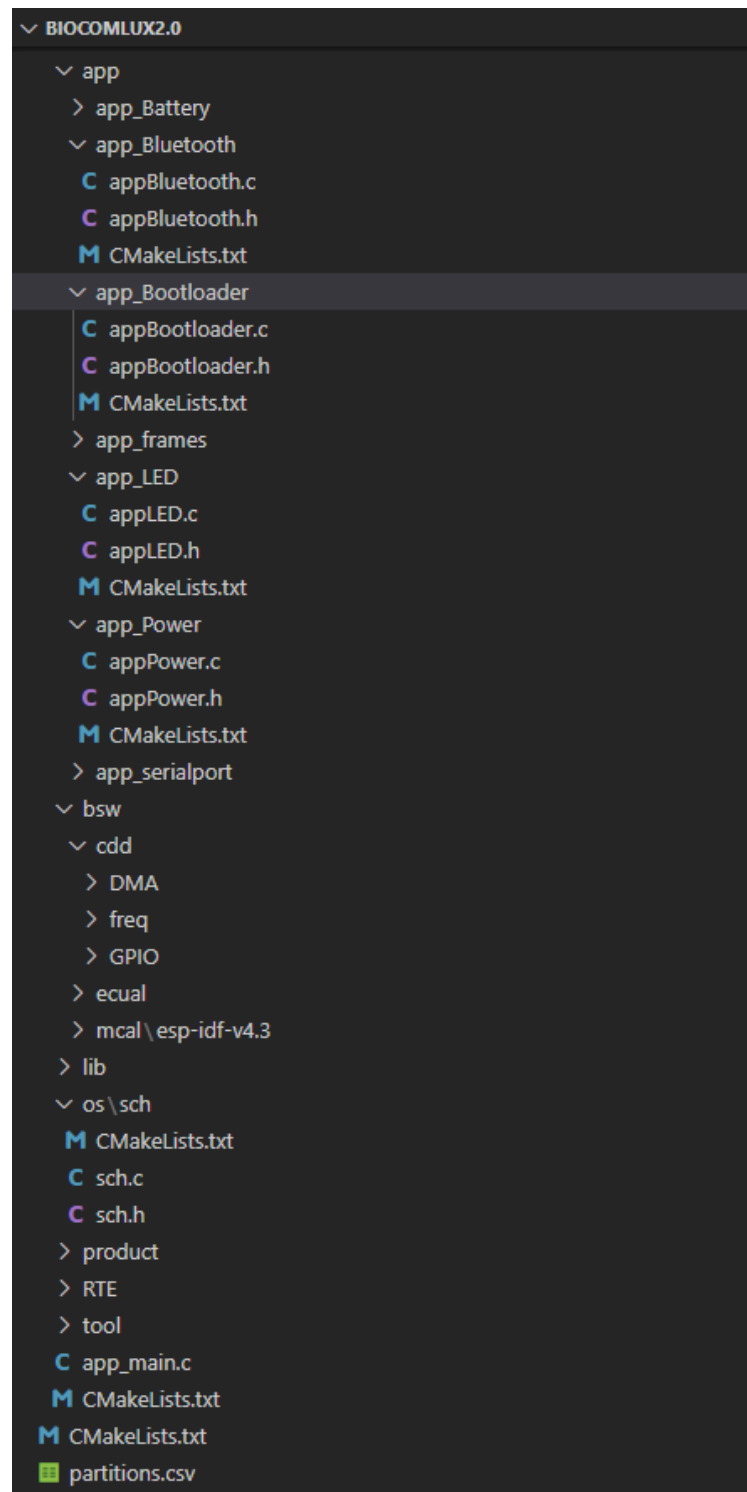 BIOCOMLUX2.0
app
app_Battery
app_Bluetooth
C appBluetooth.c
C appBluetooth.h
M CMakeLists.txt
app_Bootloader
C appBootloader.c
C appBootloader.h
M CMakeLists.txt
app_frames
app_LED
C appLED.c
C appLED.h
M CMakeLists.txt
app_Power
C appPower.c
C appPower.h
M CMakeLists.txt
app_serialport
bsw
cdd
DMA
freq
GPIO
ecual
mcal\esp-idf-v4.3
lib
os\sch
M CMakeLists.txt
C sch.c
C sch.h
product
RTE
tool
C app_main.c
M CMakeLists.txt
M CMakeLists.txt
partitions.csv